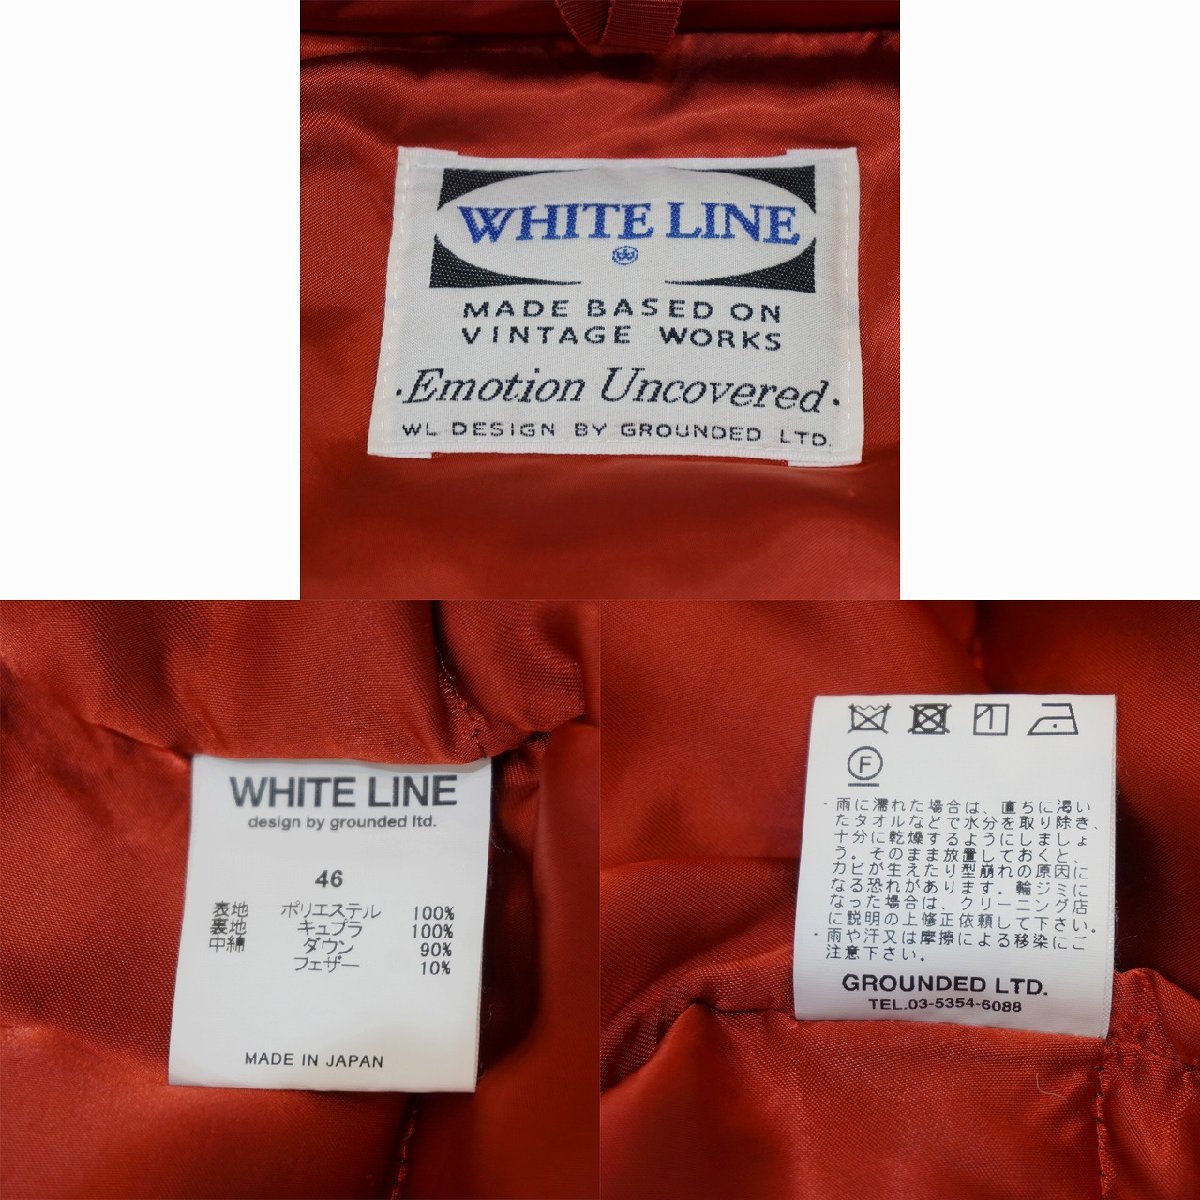 WHITE LINE
MADE BASED ON
VINTAGE WORKS
·Emotion Uncovered·
WL DESIGN BY GROUNDED LTD.
WHITE LINE
design by grounded ltd.
46
表地 ポリエステル 100%
裏地 キュプラ 100%
中綿 ダウン 90%
フェザー 10%
MADE IN JAPAN
1
F
・雨に濡れた場合は、直ちに渇い
たタオルなどで水分を取り除き、
十分に乾燥するようにしましょ
う。そのまま放置しておくと、
カビが生えたり型崩れの原因に
なる恐れがあります。輪ジミに
なった場合は、クリーニング店
に説明の上修正依頼して下さい。
・雨や汗又は摩擦による移染にご
注意下さい。
GROUNDED LTD.
TEL.03-5354-6088